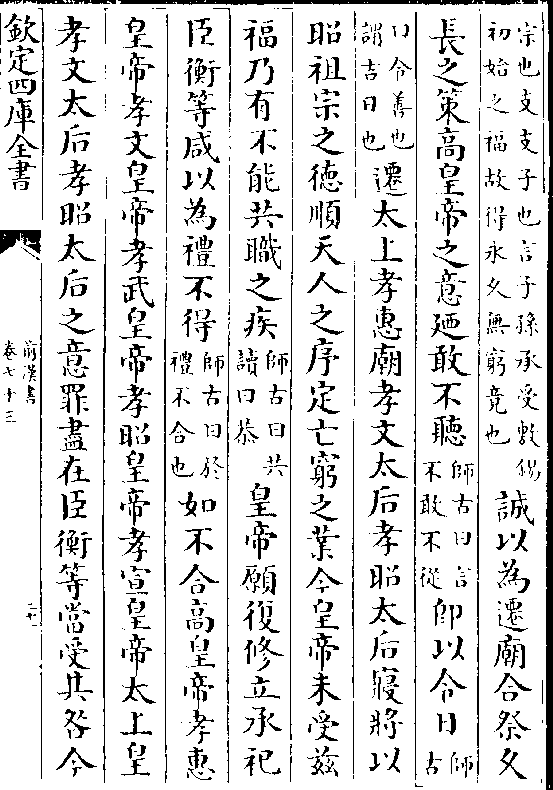 宗也支支子也言子孫承受敷錫
初始之福故得永久無窮竟也
誠以為遷廟合祭久
長之策高皇帝之意廼敢不聽
師古曰言
不敢不從
卽以令日
師
古
曰令善也
謂吉日也
遷太上孝惠廟孝文太后孝昭太后寢將以
昭祖宗之徳順天人之序定亡窮之業今皇帝未受兹
福乃有不能共職之疾
師古曰共
讀曰恭
皇帝願復修立承祀
臣衡等咸以為禮不得
師古曰於
禮不合也
如不合高皇帝孝惠
皇帝孝文皇帝孝武皇帝孝昭皇帝孝宣皇帝太上皇
孝文太后孝昭太后之意罪盡在臣衡等當受其咎今
欽定四庫全書
前漢書
卷七十三